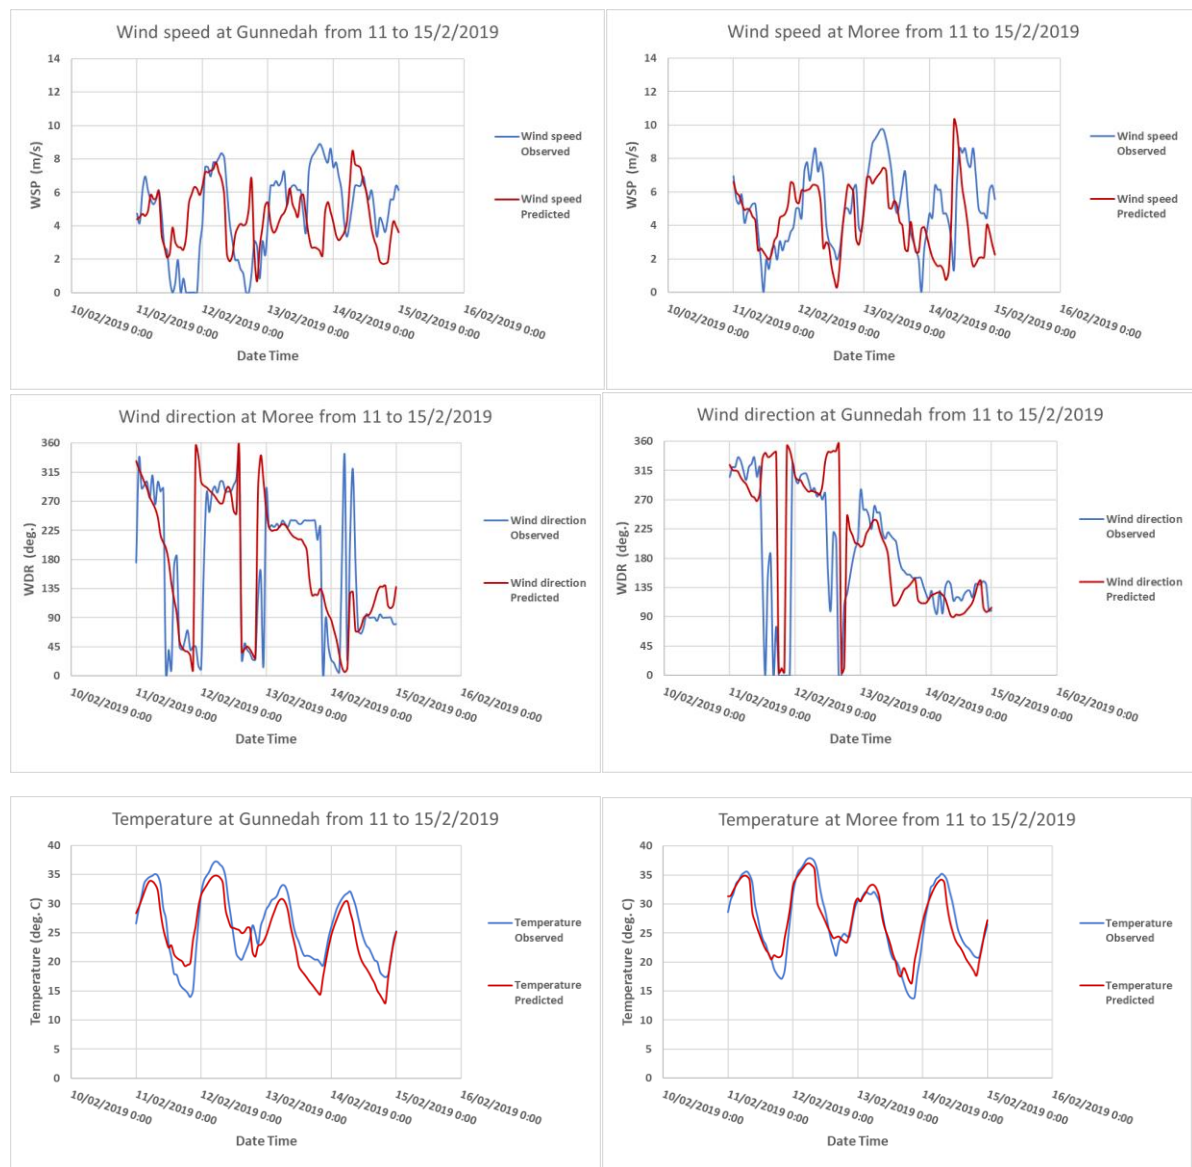 Wind speed at Gunnedah from 11 to 15/2/2019
14
12
10
8
6
4
2
0
WSP (m/s)
10/02/2019 0:00
11/02/2019 0:00
12/02/2019 0:00
13/02/2019 0:00
14/02/2019 0:00
15/02/2019 0:00
16/02/2019 0:00
Date Time
Wind speed
Observed
Wind speed
Predicted
Wind speed at Moree from 11 to 15/2/2019
14
12
10
8
6
4
2
0
WSP (m/s)
10/02/2019 0:00
11/02/2019 0:00
12/02/2019 0:00
13/02/2019 0:00
14/02/2019 0:00
15/02/2019 0:00
16/02/2019 0:00
Date Time
Wind speed
Observed
Wind speed
Predicted
Wind direction at Moree from 11 to 15/2/2019
360
315
270
225
180
135
90
45
0
WDR (deg.)
10/02/2019 0:00
11/02/2019 0:00
12/02/2019 0:00
13/02/2019 0:00
14/02/2019 0:00
15/02/2019 0:00
16/02/2019 0:00
Date Time
Wind direction
Observed
Wind direction
Predicted
Wind direction at Gunnedah from 11 to 15/2/2019
360
315
270
225
180
135
90
45
0
WDR (deg.)
10/02/2019 0:00
11/02/2019 0:00
12/02/2019 0:00
13/02/2019 0:00
14/02/2019 0:00
15/02/2019 0:00
16/02/2019 0:00
Date Time
Wind direction
Observed
Wind direction
Predicted
Temperature at Gunnedah from 11 to 15/2/2019
40
35
30
25
20
15
10
5
0
Temperature (deg. C)
10/02/2019 0:00
11/02/2019 0:00
12/02/2019 0:00
13/02/2019 0:00
14/02/2019 0:00
15/02/2019 0:00
16/02/2019 0:00
Date Time
Temperature
Observed
Temperature
Predicted
Temperature at Moree from 11 to 15/2/2019
40
35
30
25
20
15
10
5
0
Temperature (deg. C)
10/02/2019 0:00
11/02/2019 0:00
12/02/2019 0:00
13/02/2019 0:00
14/02/2019 0:00
15/02/2019 0:00
16/02/2019 0:00
Date Time
Temperature
Observed
Temperature
Predicted